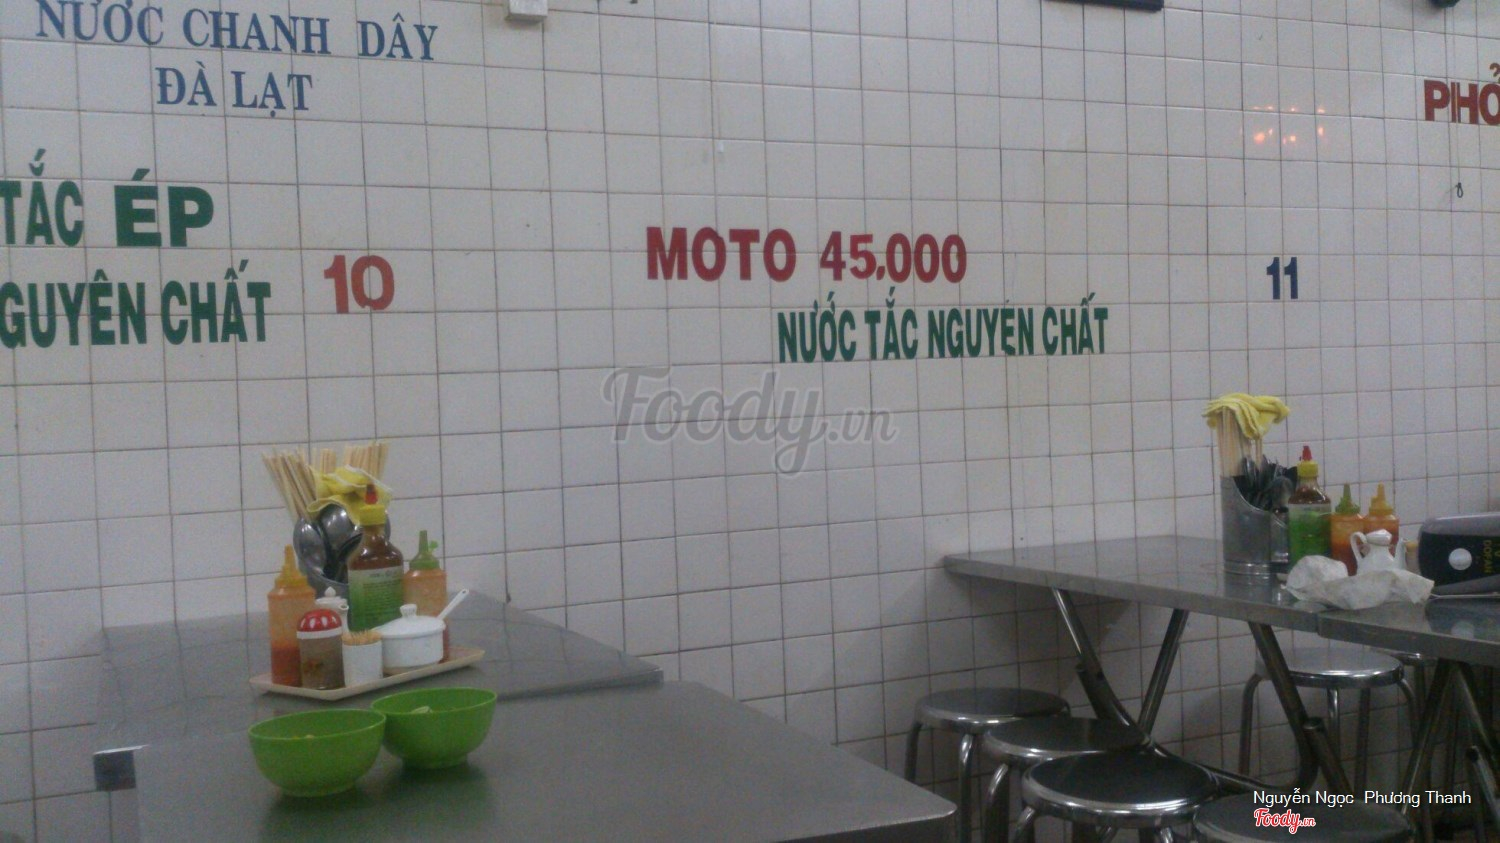 NƯỚC CHANH DÂY
ĐÀ LẠT
TẮC ÉP
GUYÊN CHẤT
10
MOTO 45,000
NƯỚC TẮC NGUYÊN CHẤT
11
PHỞ
8
Foody.vn
Nguyễn Ngọc Phương Thanh
Foody.vn